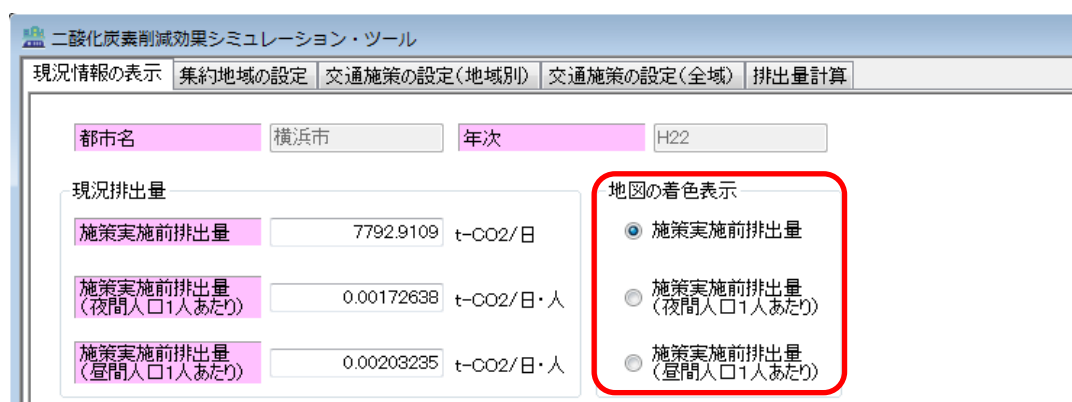 二酸化炭素削減効果シミュレーション・ツール
現況情報の表示 集約地域の設定 交通施策の設定(地域別) 交通施策の設定(全域) 排出量計算
都市名 横浜市 年次 H22
現況排出量 地図の着色表示
施策実施前排出量 7792.9109 t-CO2/日 施策実施前排出量
施策実施前排出量
(夜間人口1人あたり) 0.00172638 t-CO2/日・人
施策実施前排出量
(夜間人口1人あたり)
施策実施前排出量
(昼間人口1人あたり) 0.00203235 t-CO2/日・人
施策実施前排出量
(昼間人口1人あたり)